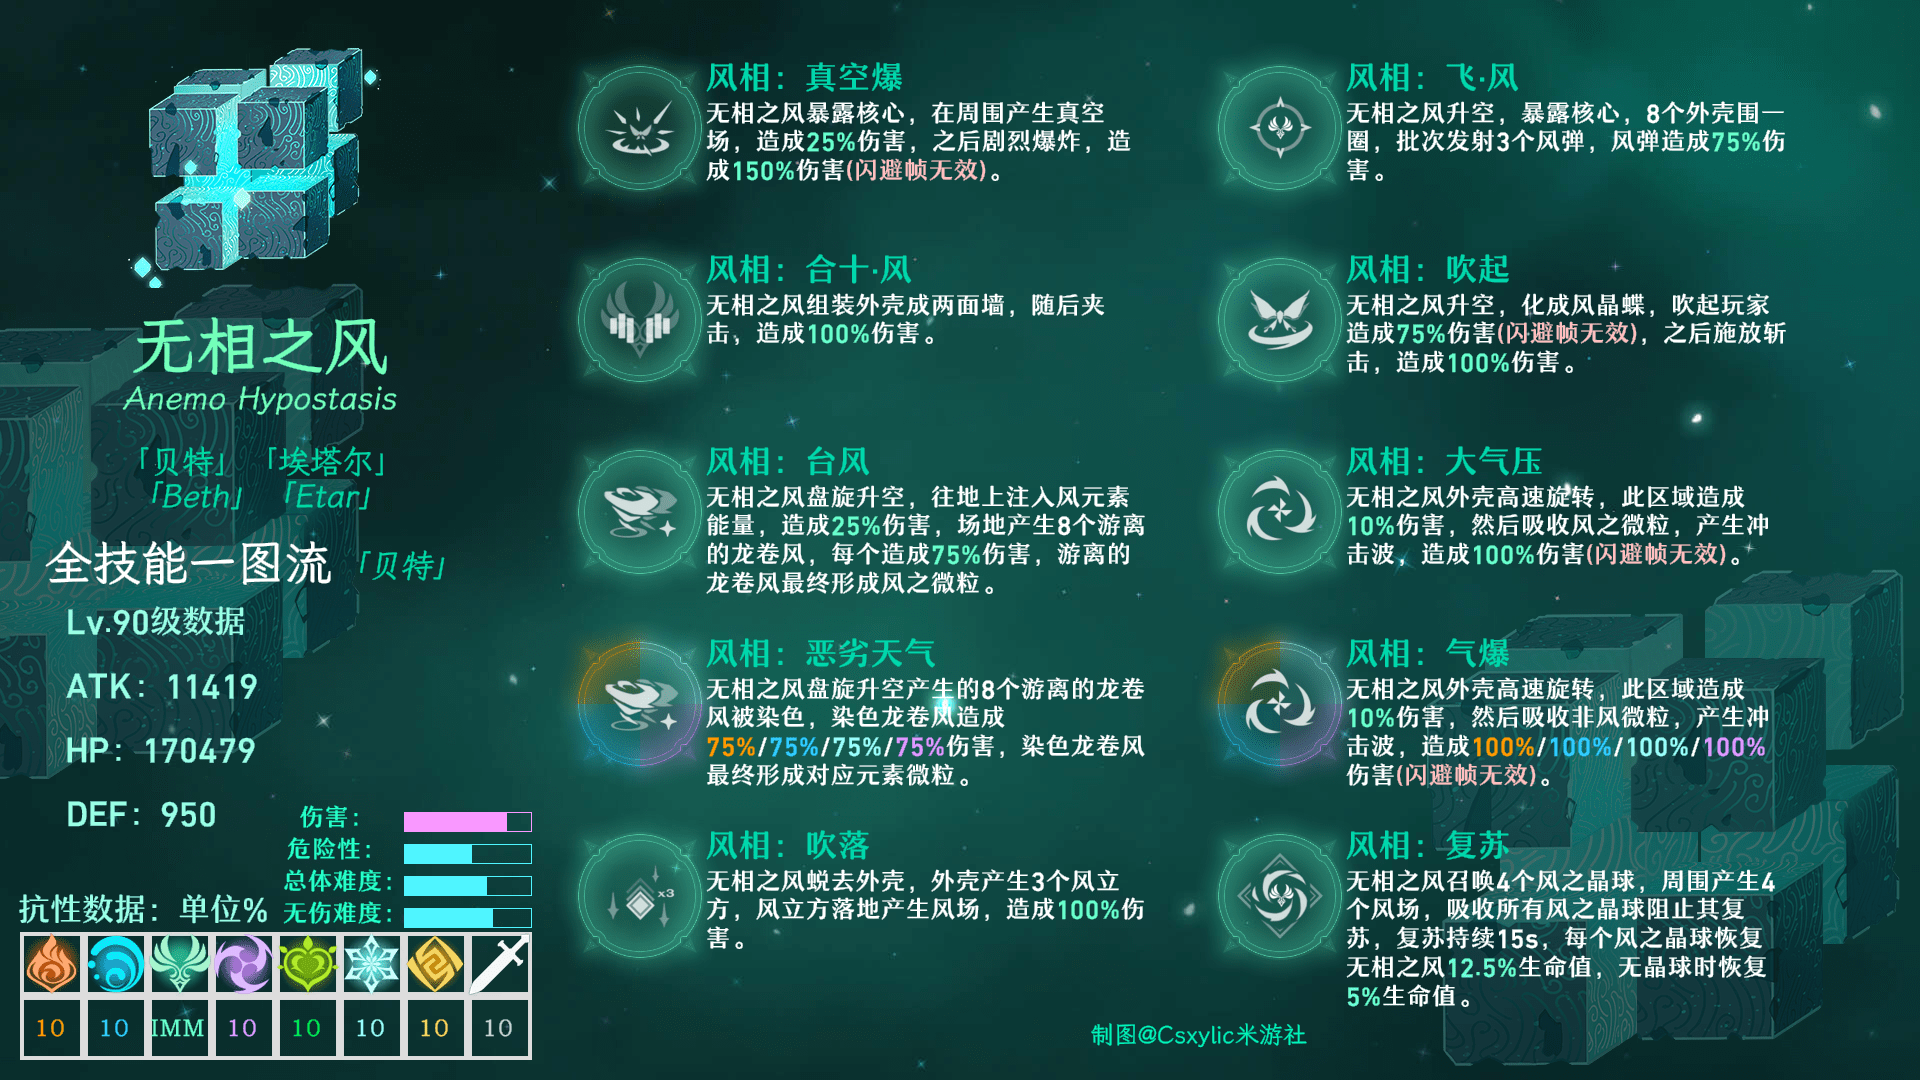 无相之风
Anemo Hypostasis
「贝特」「埃塔尔」
「Beth」「Etar」
全技能一图流「贝特」
Lv.90级数据
ATK：11419
HP：170479
DEF：950
伤害：
危险性：
总体难度：
无伤难度：
抗性数据：单位%
10 10 IMM 10 10 10 10 10
风相：真空爆
无相之风暴露核心，在周围产生真空
场，造成25%伤害，之后剧烈爆炸，造
成150%伤害(闪避帧无效)。
风相：合十·风
无相之风组装外壳成两面墙，随后夹
击，造成100%伤害。
风相：台风
无相之风盘旋升空，往地上注入风元素
能量，造成25%伤害，场地产生8个游离
的龙卷风，每个造成75%伤害，游离的
龙卷风最终形成风之微粒。
风相：恶劣天气
无相之风盘旋升空产生的8个游离的龙卷
风被染色，染色龙卷风造成
75%/75%/75%/75%伤害，染色龙卷风
最终形成对应元素微粒。
风相：吹落
x3
无相之风蜕去外壳，外壳产生3个风立
方，风立方落地产生风场，造成100%伤
害。
风相：飞·风
无相之风升空，暴露核心，8个外壳围一
圈，批次发射3个风弹，风弹造成75%伤
害。
风相：吹起
无相之风升空，化成风晶蝶，吹起玩家
造成75%伤害(闪避帧无效)，之后施放斩
击，造成100%伤害。
风相：大气压
无相之风外壳高速旋转，此区域造成
10%伤害，然后吸收风之微粒，产生冲
击波，造成100%伤害(闪避帧无效)。
风相：气爆
无相之风外壳高速旋转，此区域造成
10%伤害，然后吸收非风微粒，产生冲
击波，造成100%/100%/100%/100%
伤害(闪避帧无效)。
风相：复苏
无相之风召唤4个风之晶球，周围产生4
个风场，吸收所有风之晶球阻止其复
苏，复苏持续15s，每个风之晶球恢复
无相之风12.5%生命值，无晶球时恢复
5%生命值。
制图@Csxylic米游社